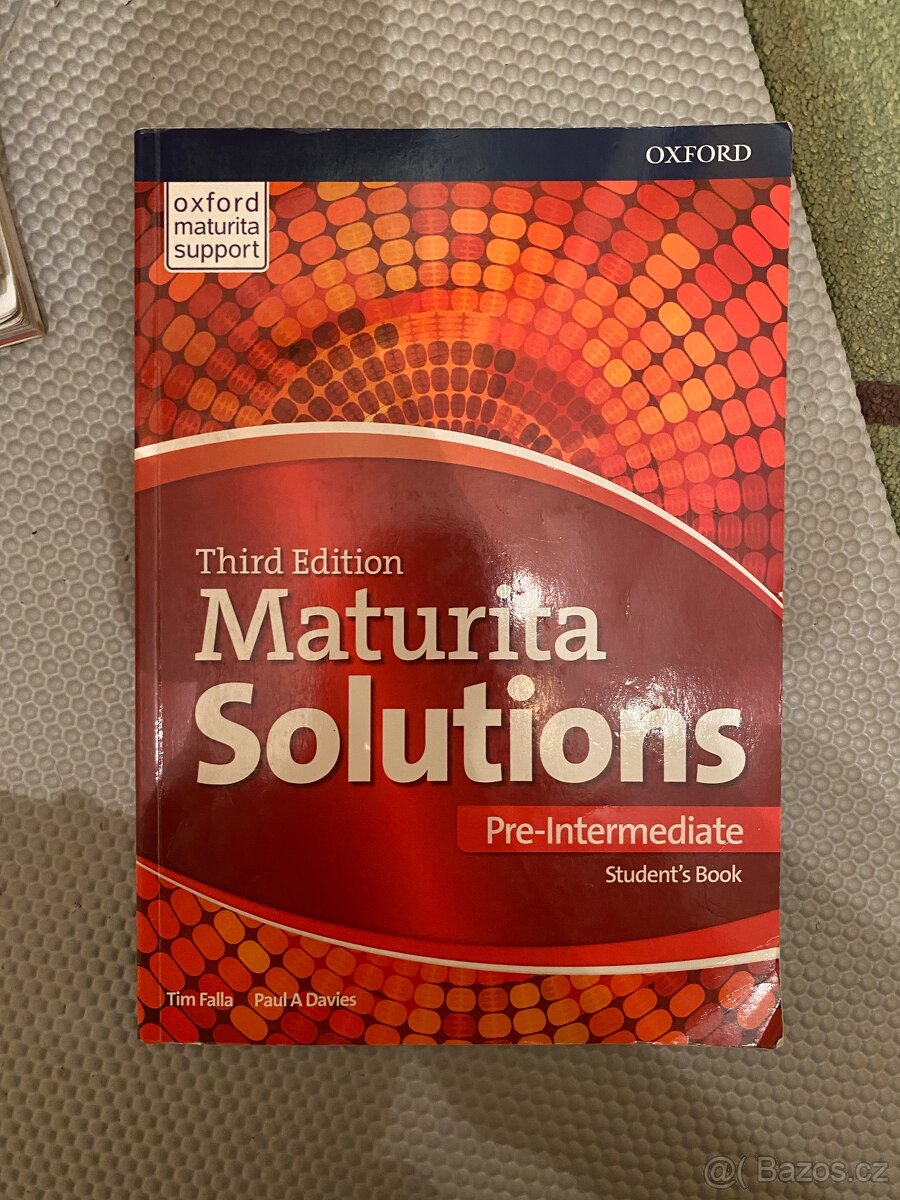 OXFORD
oxford
maturita
support
Third Edition
Maturita
Solutions
Pre-Intermediate
Student's Book
Tim Falla Paul A Davies
@( Bazos.cz